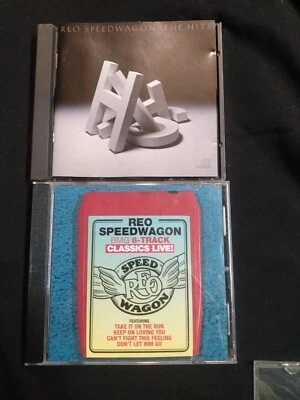 REO SPEEDWAGON THE HITS
REO
SPEEDWAGON
BMG 8-TRACK
CLASSICS LIVE!
SPEED
REO
WAGON
FEATURING
TAKE IT ON THE RUN
KEEP ON LOVING YOU
CAN'T FIGHT THIS FEELING
DON'T LET HIM GO